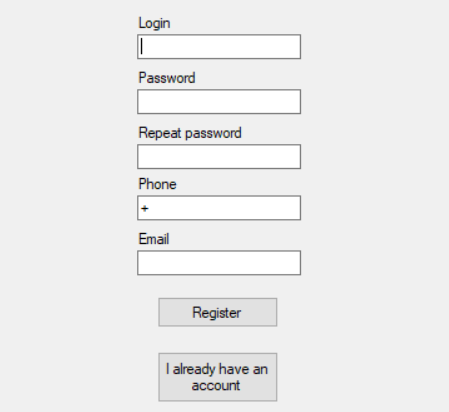 Login
Password
Repeat password
Phone
+
Email
Register
I already have an
account